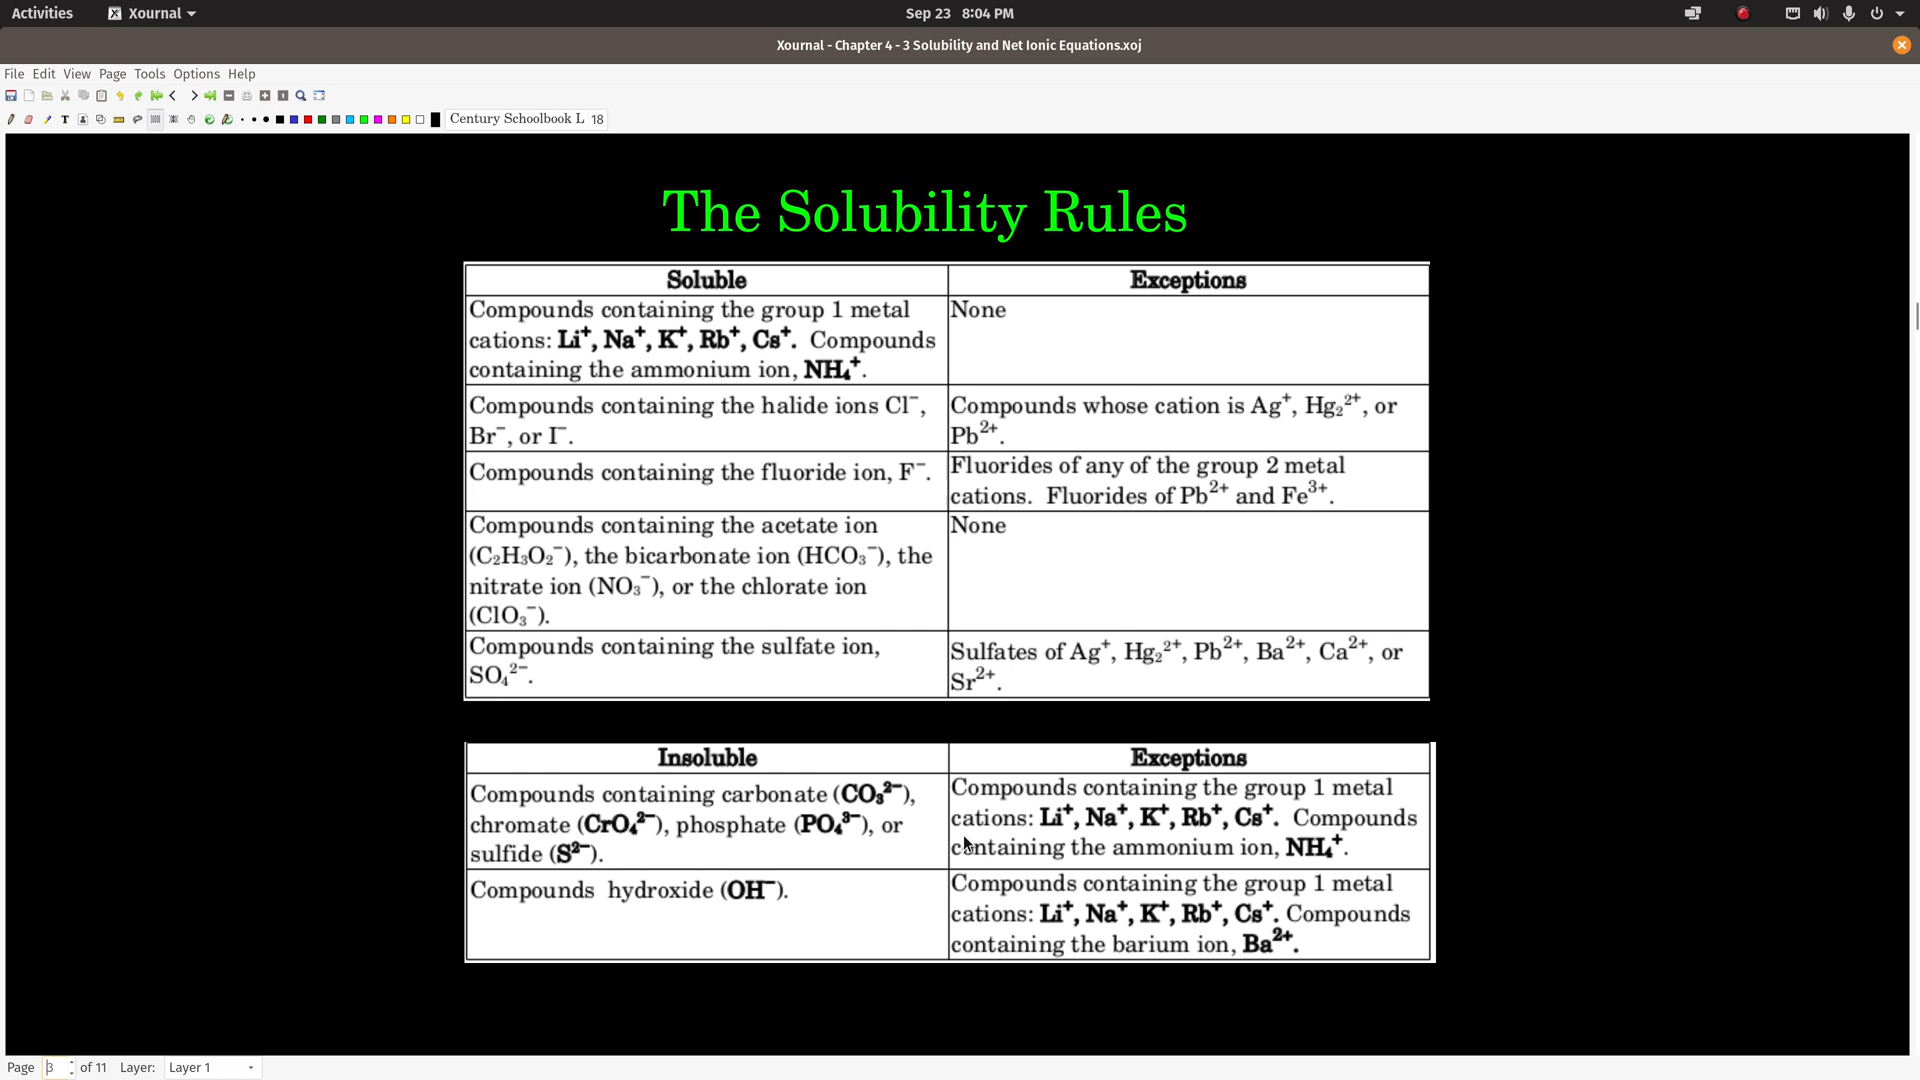 Activities Xournal Sep 23 8:04 PM
Xournal - Chapter 4 - 3 Solubility and Net Ionic Equations.xoj
File Edit View Page Tools Options Help
Century Schoolbook L 18
The Solubility Rules
Soluble Exceptions
Compounds containing the group 1 metal
cations: Li⁺, Na⁺, K⁺, Rb⁺, Cs⁺. Compounds
containing the ammonium ion, NH₄⁺.
None
Compounds containing the halide ions Cl⁻,
Br⁻, or I⁻.
Compounds whose cation is Ag⁺, Hg₂²⁺, or
Pb²⁺.
Compounds containing the fluoride ion, F⁻.
Fluorides of any of the group 2 metal
cations. Fluorides of Pb²⁺ and Fe³⁺.
Compounds containing the acetate ion
(C₂H₃O₂⁻), the bicarbonate ion (HCO₃⁻), the
nitrate ion (NO₃⁻), or the chlorate ion
(ClO₃⁻).
None
Compounds containing the sulfate ion,
SO₄²⁻.
Sulfates of Ag⁺, Hg₂²⁺, Pb²⁺, Ba²⁺, Ca²⁺, or
Sr²⁺.
Insoluble Exceptions
Compounds containing carbonate (CO₃²⁻),
chromate (CrO₄²⁻), phosphate (PO₄³⁻), or
sulfide (S²⁻).
Compounds containing the group 1 metal
cations: Li⁺, Na⁺, K⁺, Rb⁺, Cs⁺. Compounds
containing the ammonium ion, NH₄⁺.
Compounds hydroxide (OH⁻).
Compounds containing the group 1 metal
cations: Li⁺, Na⁺, K⁺, Rb⁺, Cs⁺. Compounds
containing the barium ion, Ba²⁺.
Page 3 of 11 Layer: Layer 1